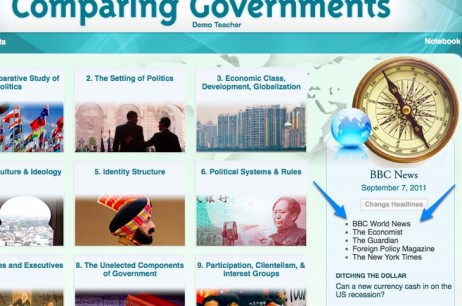 Comparing Governments
Demo Teacher
Notebook
parative Study of
olitics
2. The Setting of Politics
3. Economic Class,
Development, Globalization
ulture & Ideology
5. Identity Structure
6. Political Systems & Rules
es and Executives
8. The Unelected Components
of Government
9. Participation, Clientelism, &
Interest Groups
BBC News
September 7, 2011
Change Headlines
BBC World News
The Economist
The Guardian
Foreign Policy Magazine
The New York Times
DITCHING THE DOLLAR
Can a new currency cash in on the
US recession?